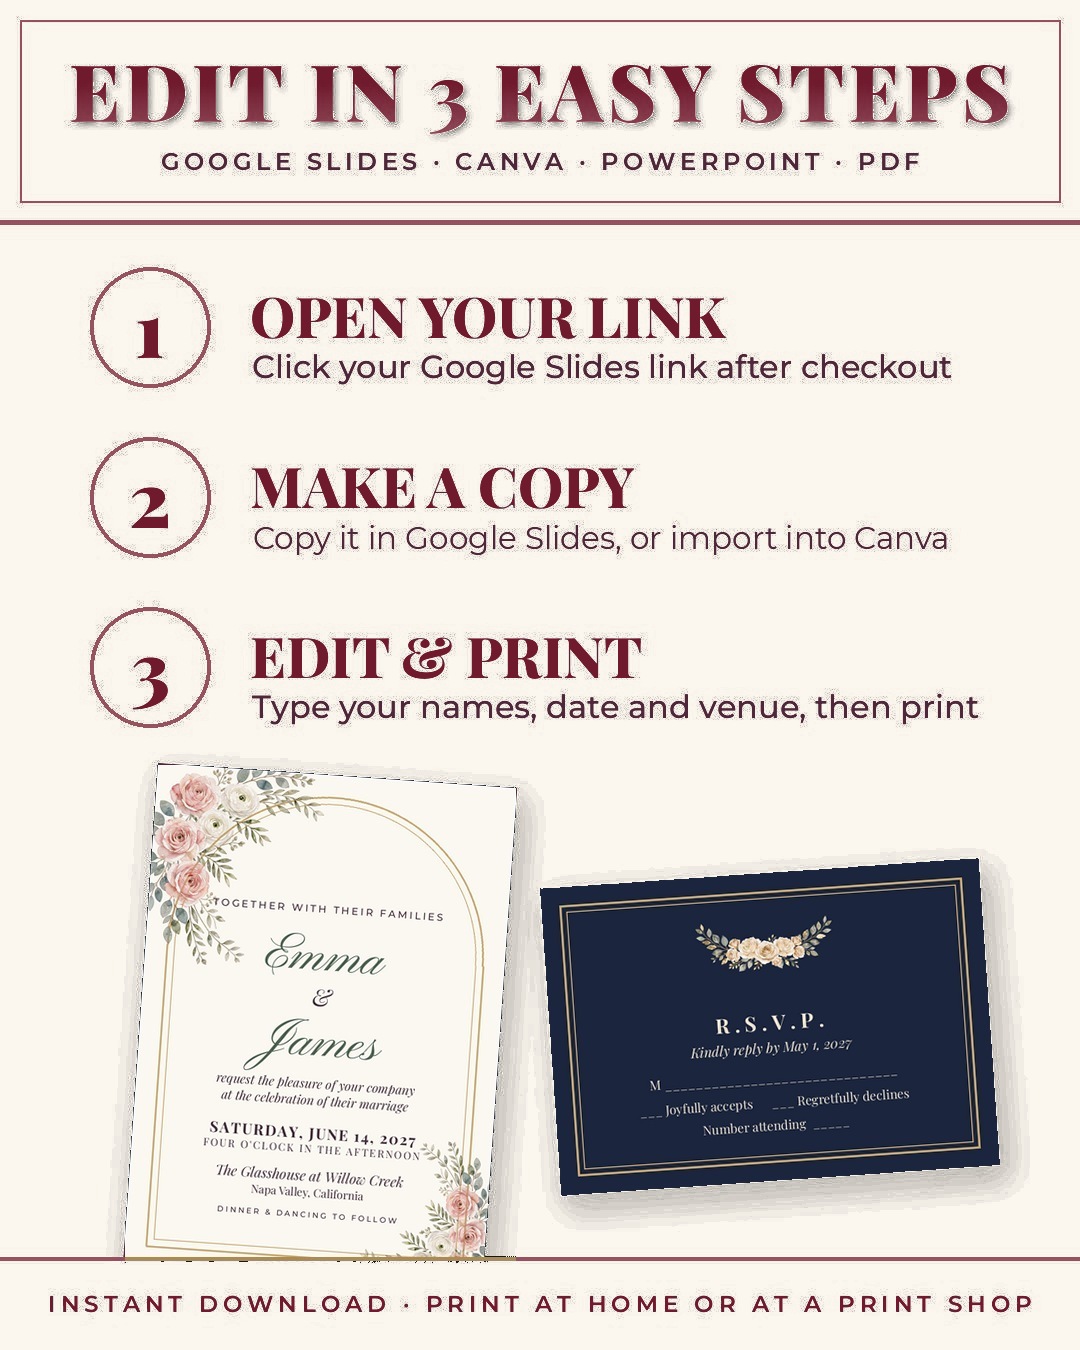 EDIT IN 3 EASY STEPS
GOOGLE SLIDES · CANVA · POWERPOINT · PDF
1
OPEN YOUR LINK
Click your Google Slides link after checkout
2
MAKE A COPY
Copy it in Google Slides, or import into Canva
3
EDIT & PRINT
Type your names, date and venue, then print
TOGETHER WITH THEIR FAMILIES
Emma
&
James
request the pleasure of your company
at the celebration of their marriage
SATURDAY, JUNE 14, 2027
FOUR O'CLOCK IN THE AFTERNOON
The Glasshouse at Willow Creek
Napa Valley, California
DINNER & DANCING TO FOLLOW
R.S.V.P.
Kindly reply by May 1, 2027
M ______________________________
___ Joyfully accepts ___ Regretfully declines
Number attending _____
INSTANT DOWNLOAD · PRINT AT HOME OR AT A PRINT SHOP